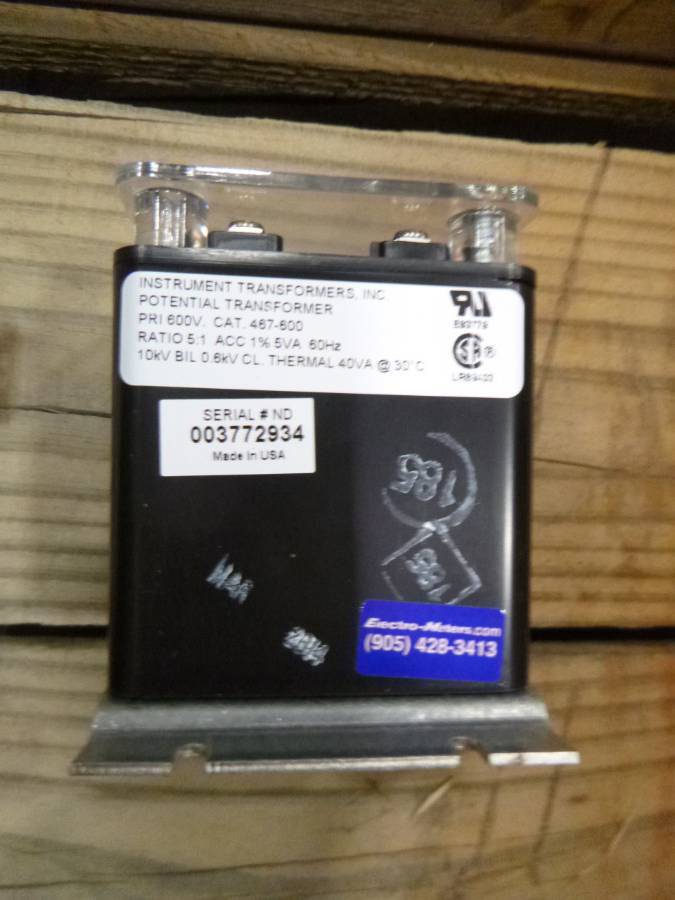 INSTRUMENT TRANSFORMERS, INC.
POTENTIAL TRANSFORMER
PRI 600V. CAT. 467-600
RATIO 5:1 ACC 1% 5VA 60Hz
10kV BIL 0.6kV CL. THERMAL 40VA @ 30°C
LR89403
SERIAL # ND
003772934
Made in USA
185
185
Electro-Meters.com
(905) 428-3413